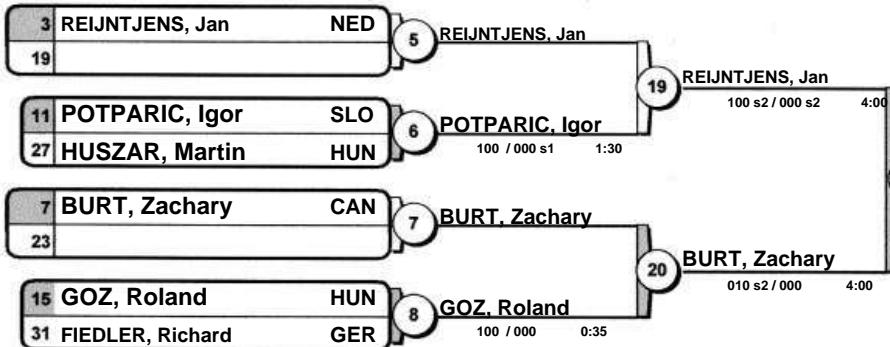 3 REIJNTJENS, Jan NED
19
5 REIJNTJENS, Jan
11 POTPARIC, Igor SLO
27 HUSZAR, Martin HUN
6 POTPARIC, Igor
100 / 000 s1 1:30
19 REIJNTJENS, Jan
100 s2 / 000 s2 4:00
7 BURT, Zachary CAN
23
7 BURT, Zachary
15 GOZ, Roland HUN
31 FIEDLER, Richard GER
8 GOZ, Roland
100 / 000 0:35
20 BURT, Zachary
010 s2 / 000 4:00